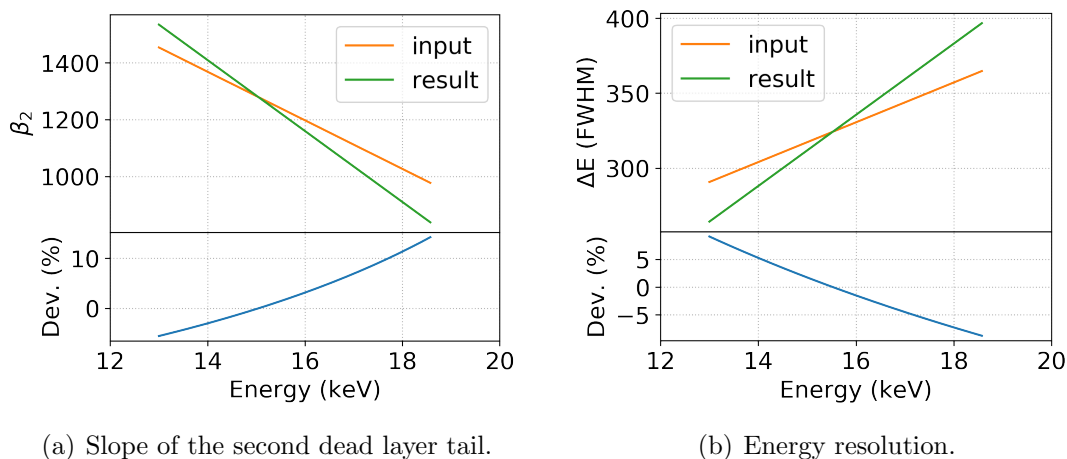 1400
1200
1000
β₂
input
result
10
0
Dev. (%)
12 14 16 18 20
Energy (keV)
(a) Slope of the second dead layer tail.
400
350
300
ΔE (FWHM)
input
result
5
0
−5
Dev. (%)
12 14 16 18 20
Energy (keV)
(b) Energy resolution.